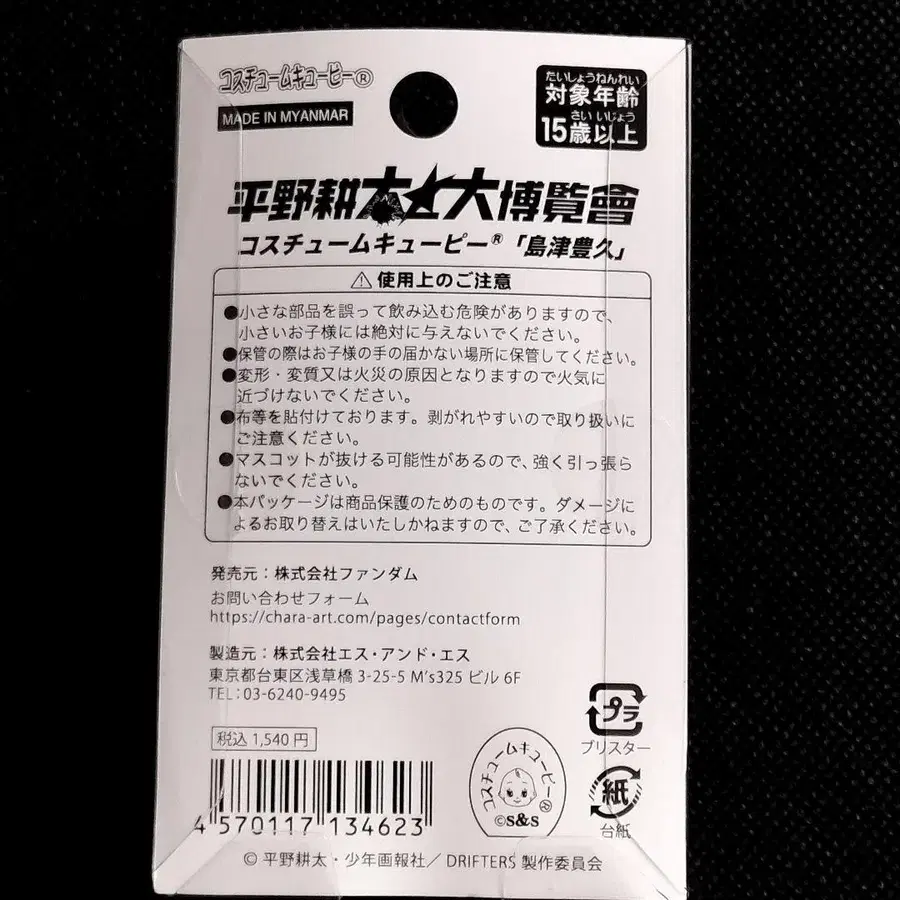 コスチュームキューピー®
MADE IN MYANMAR
たいしょうねんれい
対象年齢
さい いじょう
15歳以上
平野耕太★大博覧會
コスチュームキューピー®「島津豊久」
⚠使用上のご注意
●小さな部品を誤って飲み込む危険がありますので、
小さいお子様には絶対に与えないでください。
●保管の際はお子様の手の届かない場所に保管してください。
●変形・変質又は火災の原因となりますので火気に
近づけないでください。
●布等を貼付けております。剥がれやすいので取り扱いに
ご注意ください。
●マスコットが抜ける可能性があるので、強く引っ張ら
ないでください。
●本パッケージは商品保護のためのものです。ダメージに
よるお取り替えはいたしかねますので、ご了承ください。
発売元：株式会社ファンダム
お問い合わせフォーム
https://chara-art.com/pages/contactform
製造元：株式会社エス・アンド・エス
東京都台東区浅草橋 3-25-5 M's325 ビル 6F
TEL：03-6240-9495
税込 1,540 円
4 570117 134623
コスチュームキューピー®
©S&S
プラ
ブリスター
紙
台紙
© 平野耕太・少年画報社／ DRIFTERS 製作委員会